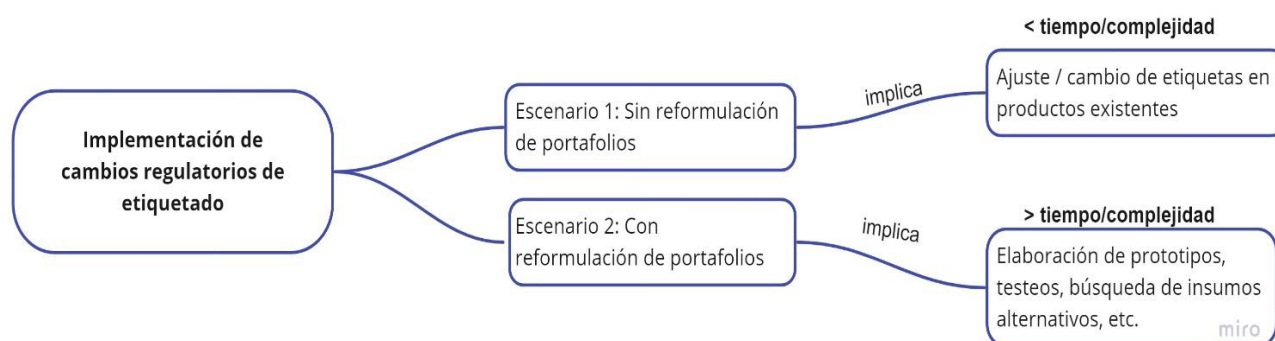 Implementación de
cambios regulatorios de
etiquetado
Escenario 1: Sin reformulación
de portafolios
implica
< tiempo/complejidad
Ajuste / cambio de etiquetas en
productos existentes
Escenario 2: Con
reformulación de portafolios
implica
> tiempo/complejidad
Elaboración de prototipos,
testeos, búsqueda de insumos
alternativos, etc.
miro